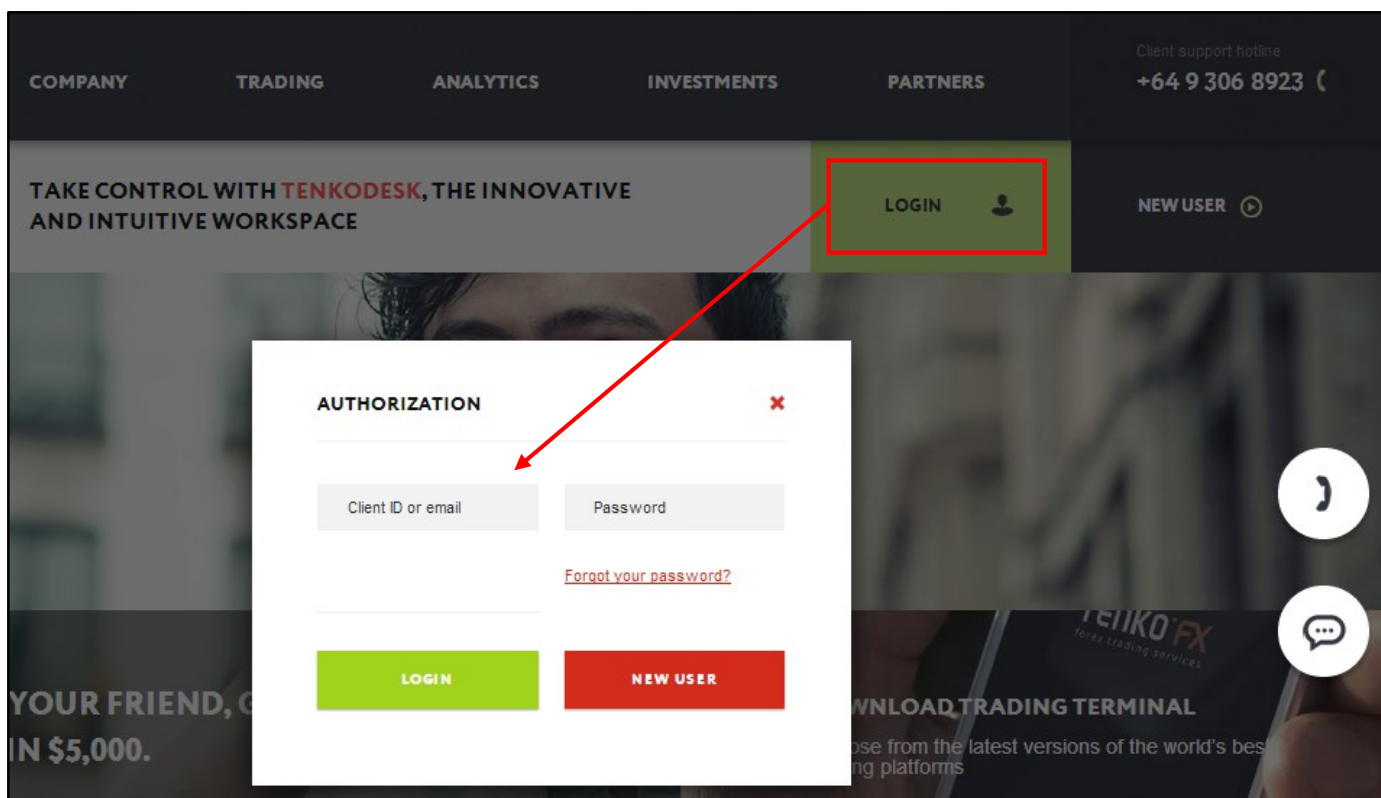 Client support hotline
COMPANY TRADING ANALYTICS INVESTMENTS PARTNERS +64 9 306 8923
TAKE CONTROL WITH TENKODESK, THE INNOVATIVE
AND INTUITIVE WORKSPACE
LOGIN
NEW USER
AUTHORIZATION
Client ID or email
Password
Forgot your password?
LOGIN
NEW USER
TENKO FX
forex trading services
YOUR FRIEND, G
IN $5,000.
WNLOAD TRADING TERMINAL
ose from the latest versions of the world's bes
ng platforms